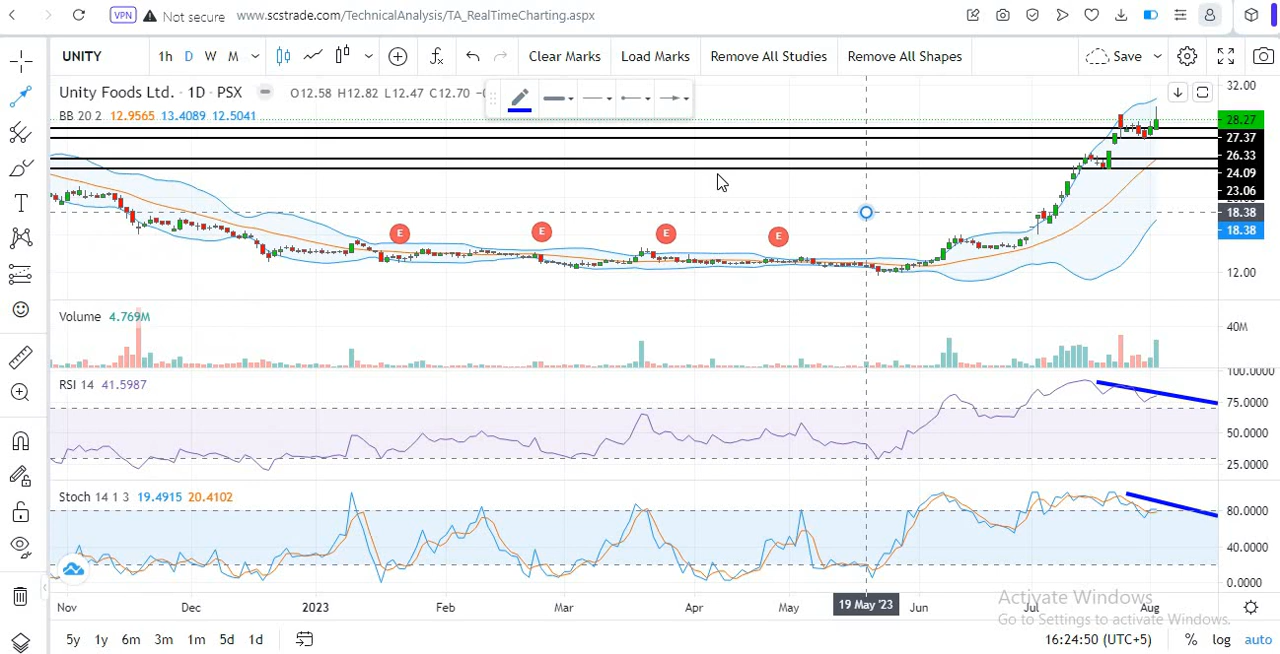 VPN Not secure www.scstrade.com/TechnicalAnalysis/TA_RealTimeCharting.aspx
UNITY 1h D W M Clear Marks Load Marks Remove All Studies Remove All Shapes Save
Unity Foods Ltd. · 1D · PSX O12.58 H12.82 L12.47 C12.70
BB 20 2 12.9565 13.4089 12.5041
32.00
28.27
27.37
26.33
24.09
23.06
18.38
18.38
12.00
E E E E
Volume 4.769M
40M
RSI 14 41.5987
100.0000
75.0000
50.0000
25.0000
Stoch 14 1 3 19.4915 20.4102
80.0000
40.0000
0.0000
Nov Dec 2023 Feb Mar Apr May 19 May '23 Jun Jul Aug
Activate Windows
Go to Settings to activate Windows.
5y 1y 6m 3m 1m 5d 1d 16:24:50 (UTC+5) % log auto